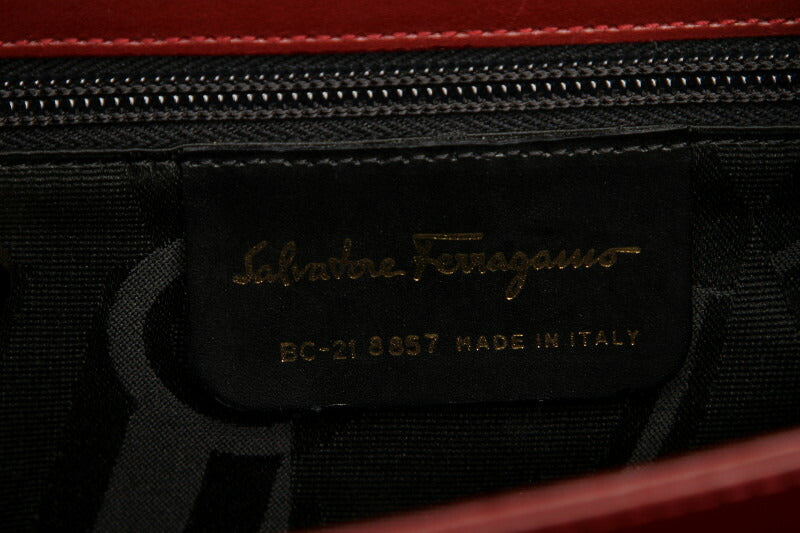 Salvatore Ferragamo
BC-21 8857 MADE IN ITALY